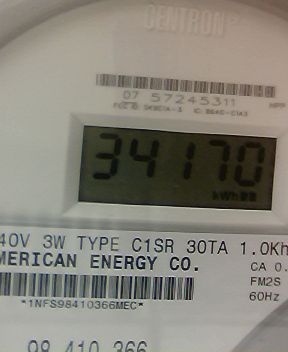 CENTRON®
07 57245311
34170
kWh
40V 3W TYPE C1SR 30TA 1.0Kh
MERICAN ENERGY CO.
CA 0.
*1NFS98410366MEC*
FM2S
60Hz
98 410 366